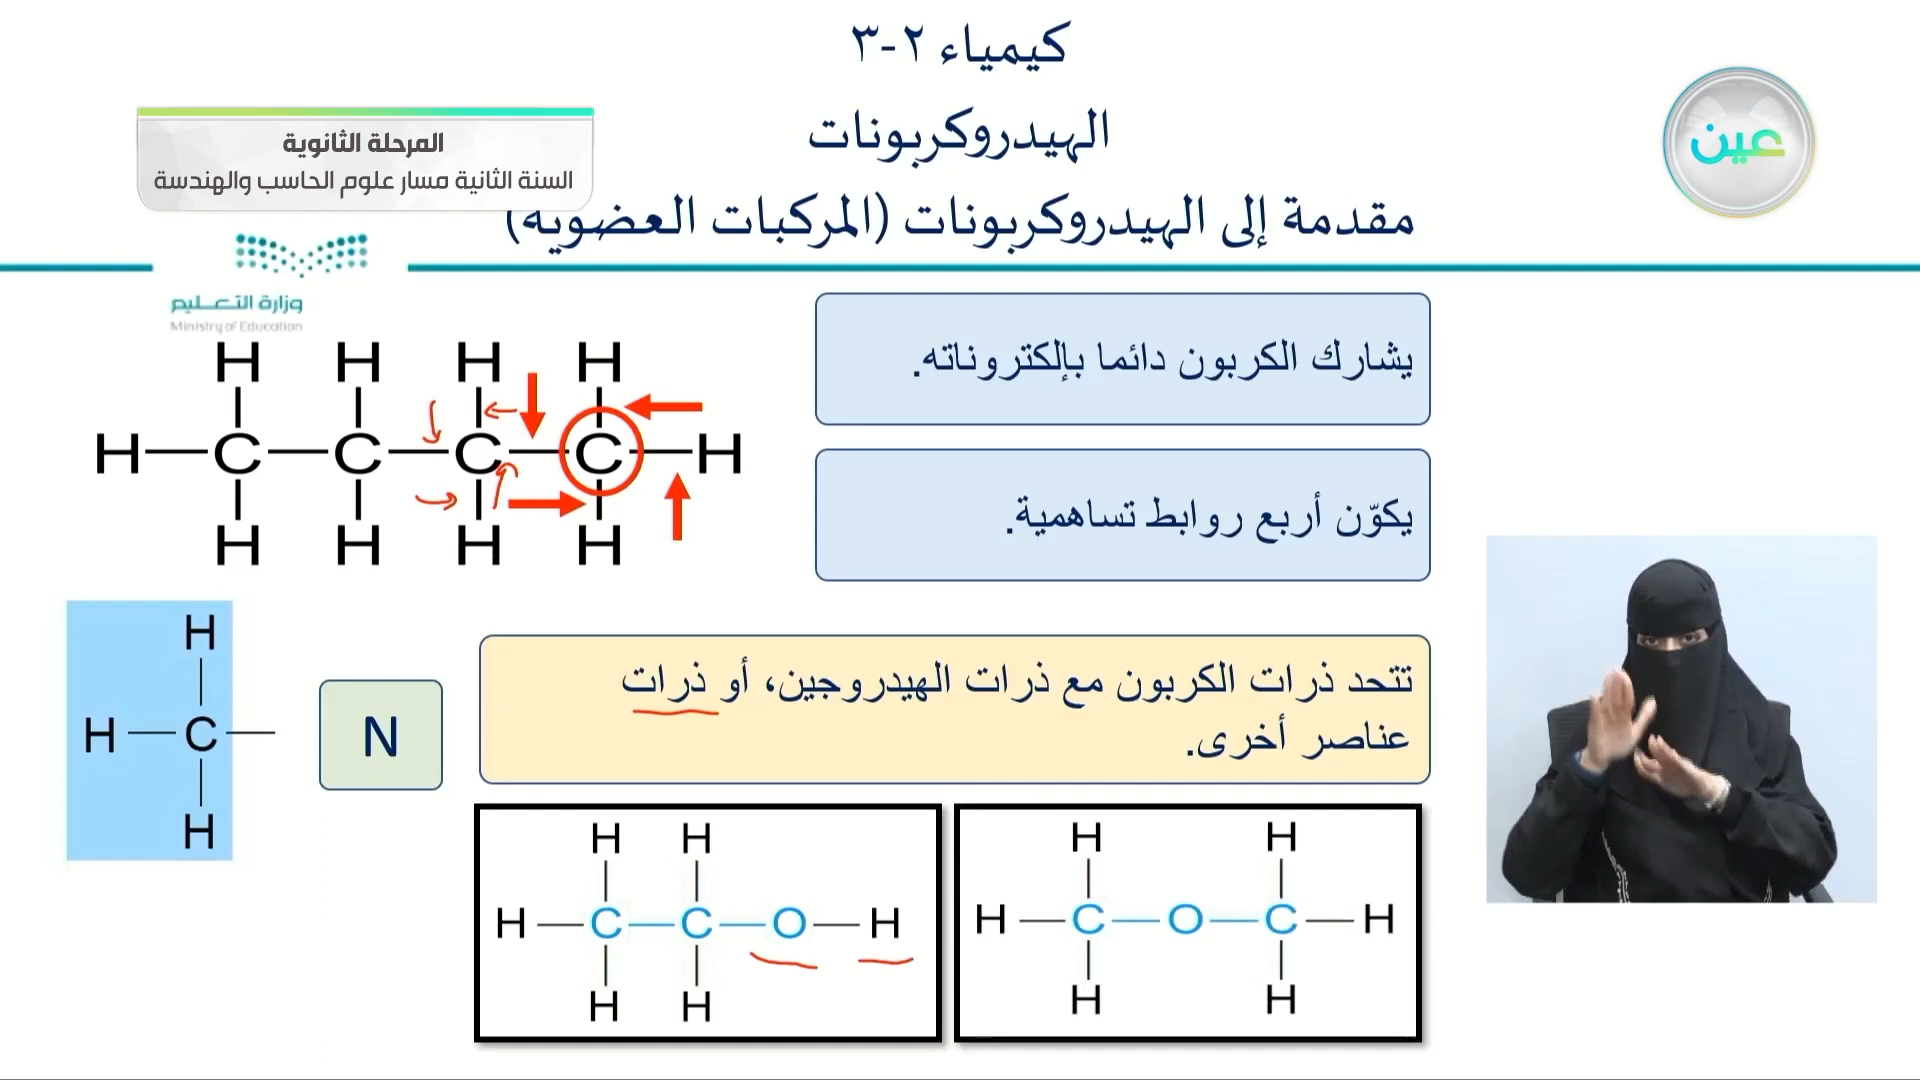 كيمياء ٢-٣
الهيدروكربونات
مقدمة إلى الهيدروكربونات (المركبات العضوية)
عين
المرحلة الثانوية
السنة الثانية مسار علوم الحاسب والهندسة
وزارة التعليم
Ministry of Education
يشارك الكربون دائما بإلكتروناته.
يكوّن أربع روابط تساهمية.
H H H H
H C C C C H
H H H H
تتحد ذرات الكربون مع ذرات الهيدروجين، أو ذرات
عناصر أخرى.
N
H
H C
H
H H
H C C O H
H H
H H
H C O C H
H H